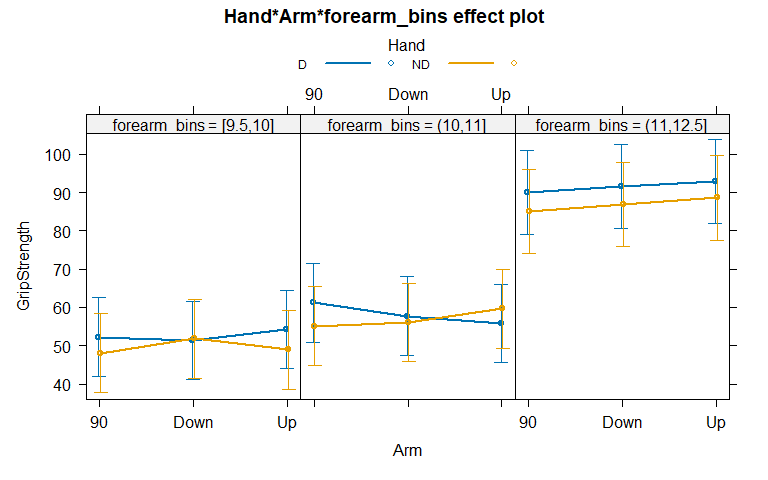 Hand*Arm*forearm_bins effect plot
Hand
D ND
90 Down Up
forearm_bins = [9.5,10] forearm_bins = (10,11] forearm_bins = (11,12.5]
GripStrength
100
90
80
70
60
50
40
90 Down Up 90 Down Up
Arm